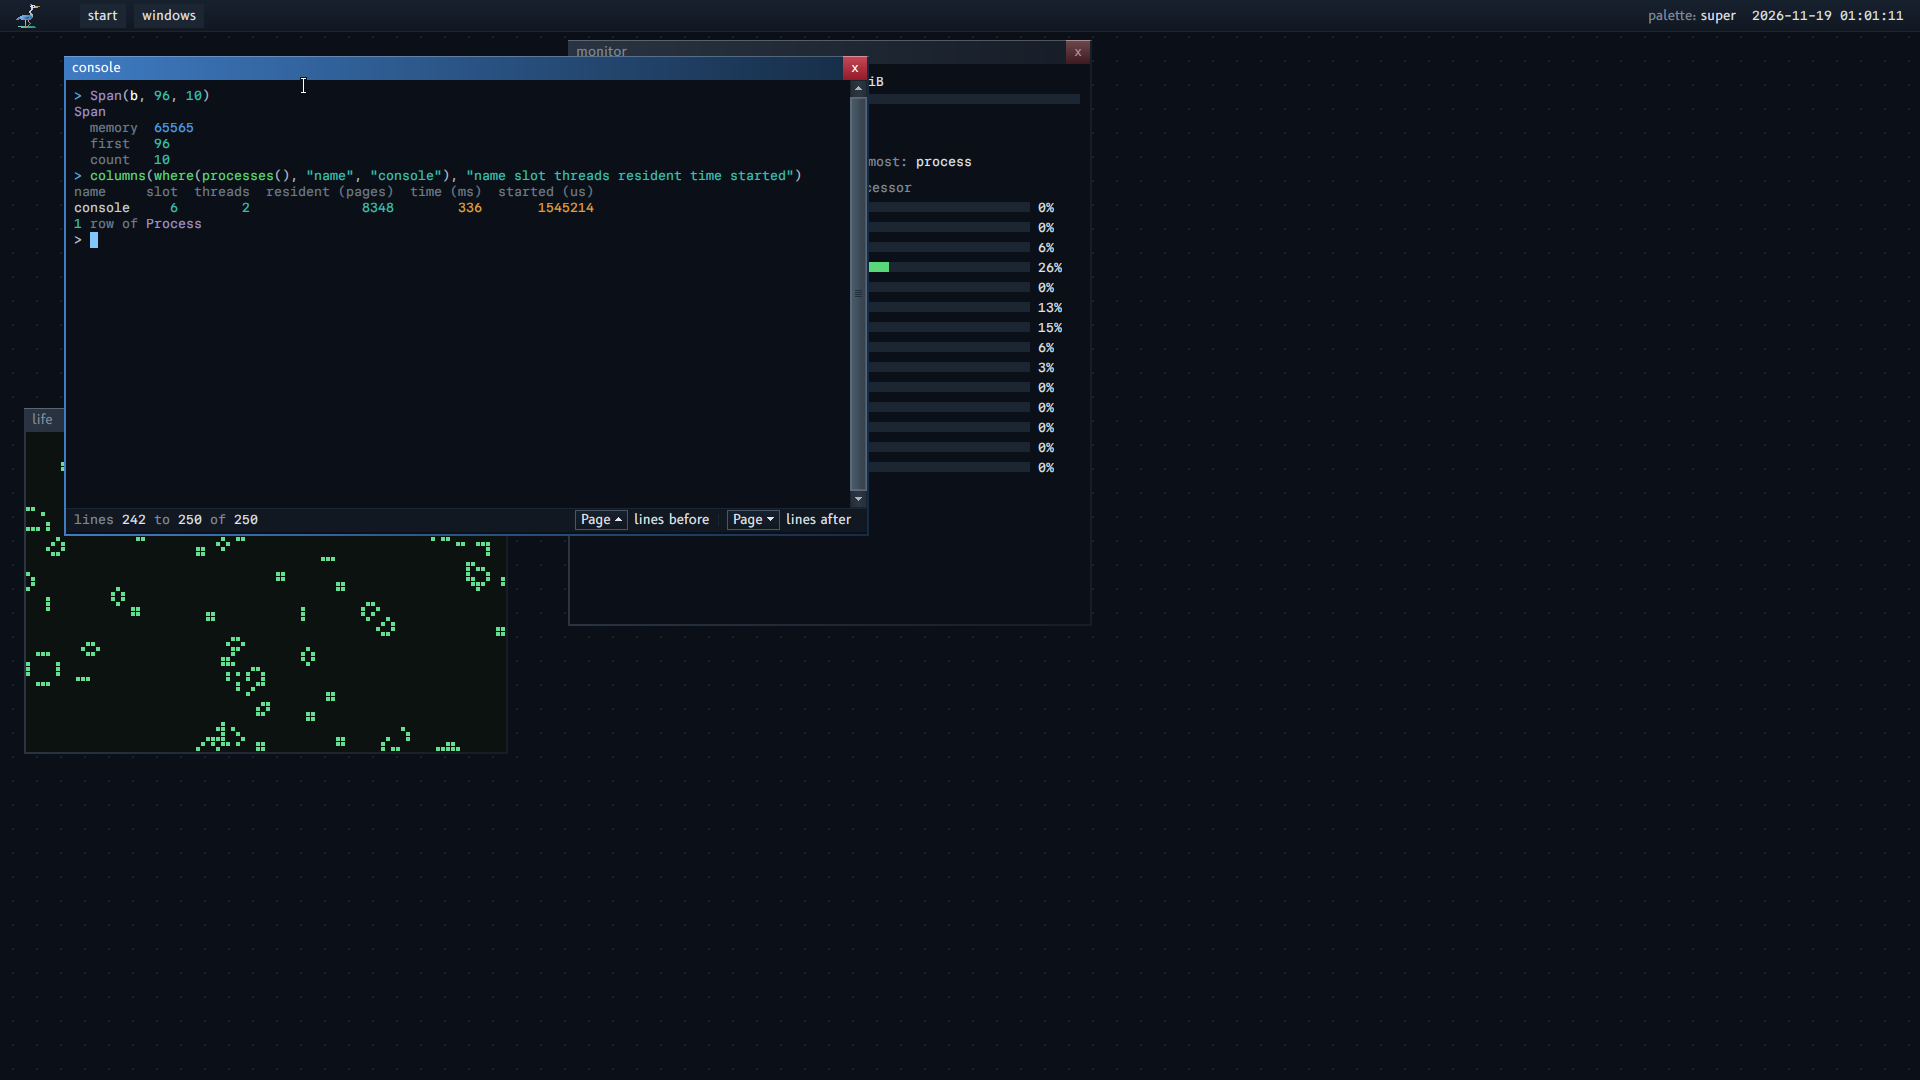 start windows palette: super 2026-11-19 01:01:11
monitor x
console x
iB
> Span(b, 96, 10)
Span
memory 65565
first 96
count 10
> columns(where(processes(), "name", "console"), "name slot threads resident time started")
name slot threads resident (pages) time (ms) started (us)
console 6 2 8348 336 1545214
1 row of Process
>
most: process
cessor
0%
0%
6%
26%
0%
13%
15%
6%
3%
0%
0%
0%
0%
0%
life
lines 242 to 250 of 250 Page lines before Page lines after